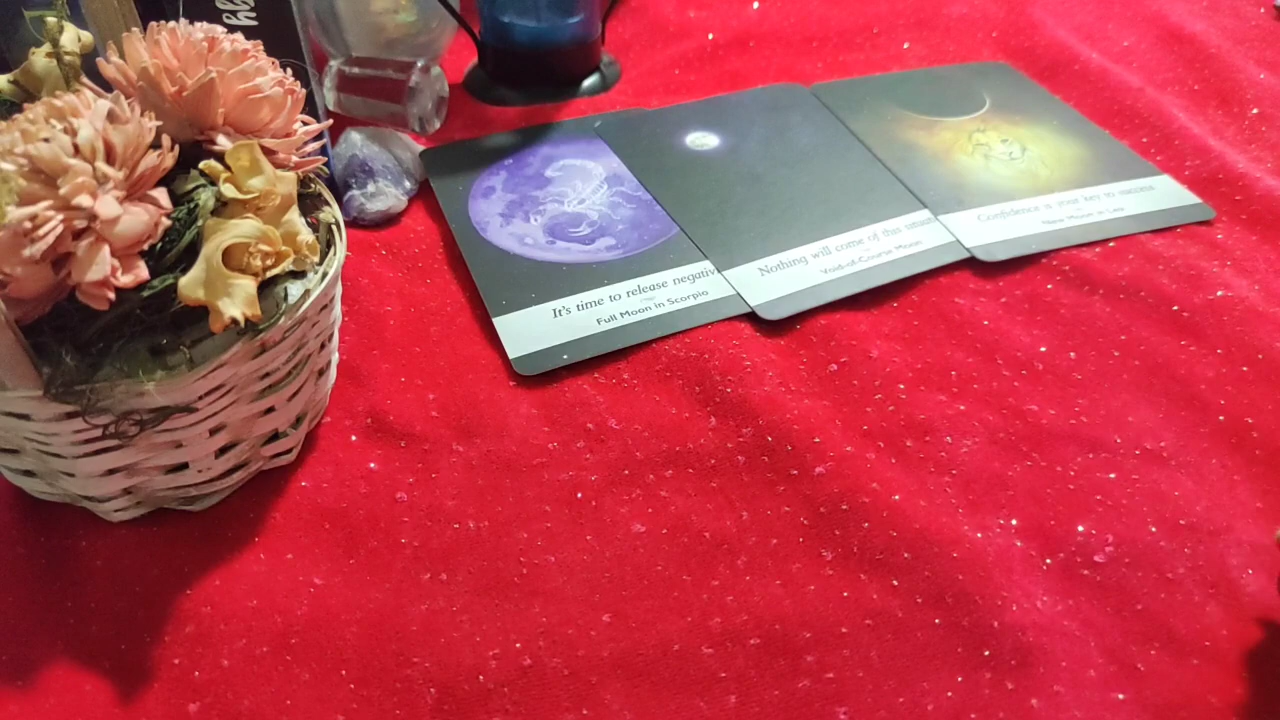 It's time to release negativ
Full Moon in Scorpio
Nothing will come of this situati
Void-of-Course Moon
Confidence is your key to success
New Moon in Leo